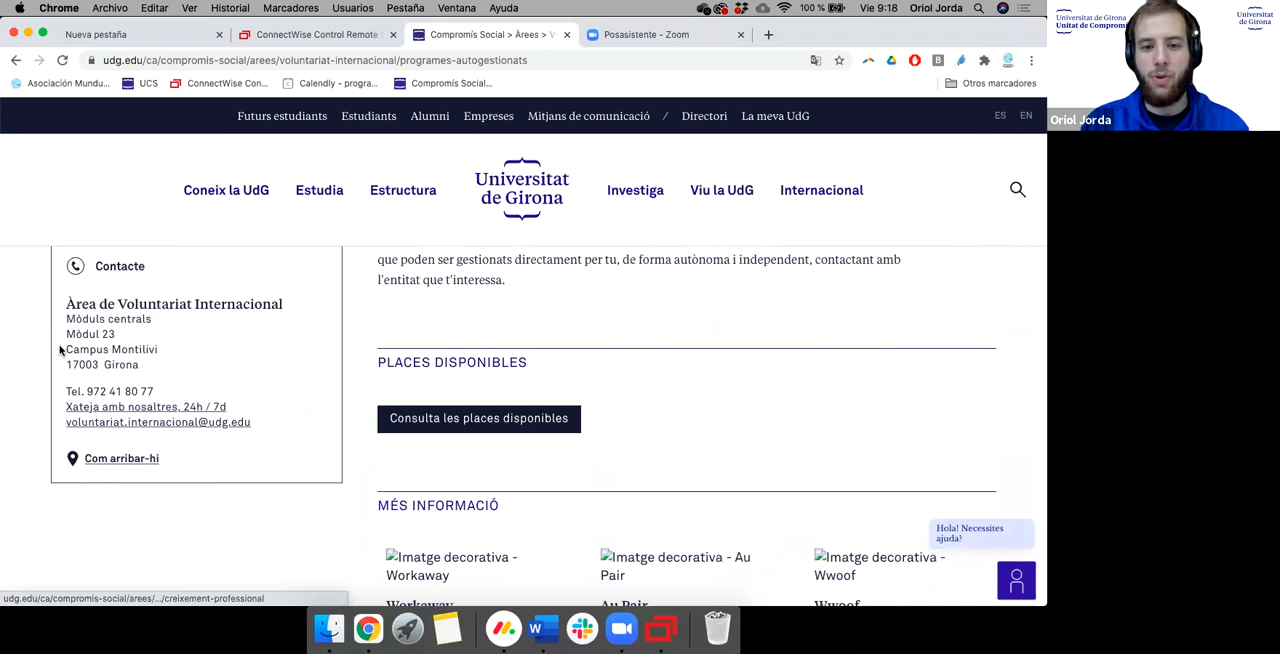 Chrome Archivo Editar Ver Historial Marcadores Usuarios Pestaña Ventana Ayuda 100 % Vie 9:18 Oriol Jorda
Nueva pestaña
ConnectWise Control Remote
Compromís Social > Àrees > V
Posasistente - Zoom
udg.edu/ca/compromis-social/arees/voluntariat-internacional/programes-autogestionats
Asociación Mundu... UCS ConnectWise Con... Calendly - progra... Compromís Social... Otros marcadores
Futurs estudiants Estudiants Alumni Empreses Mitjans de comunicació / Directori La meva UdG ES EN
Coneix la UdG Estudia Estructura
Universitat
de Girona
Investiga Viu la UdG Internacional
Contacte
Àrea de Voluntariat Internacional
Mòduls centrals
Mòdul 23
Campus Montilivi
17003 Girona
Tel. 972 41 80 77
Xateja amb nosaltres, 24h / 7d
voluntariat.internacional@udg.edu
Com arribar-hi
que poden ser gestionats directament per tu, de forma autònoma i independent, contactant amb
l'entitat que t'interessa.
PLACES DISPONIBLES
Consulta les places disponibles
MÉS INFORMACIÓ
Imatge decorativa -
Workaway
Workaway
Imatge decorativa - Au
Pair
Au Pair
Imatge decorativa -
Wwoof
Wwoof
Hola! Necessites
ajuda?
udg.edu/ca/compromis-social/arees/.../creixement-professional
Universitat de Girona
Unitat de Compromí
Universitat
de Girona
Oriol Jorda